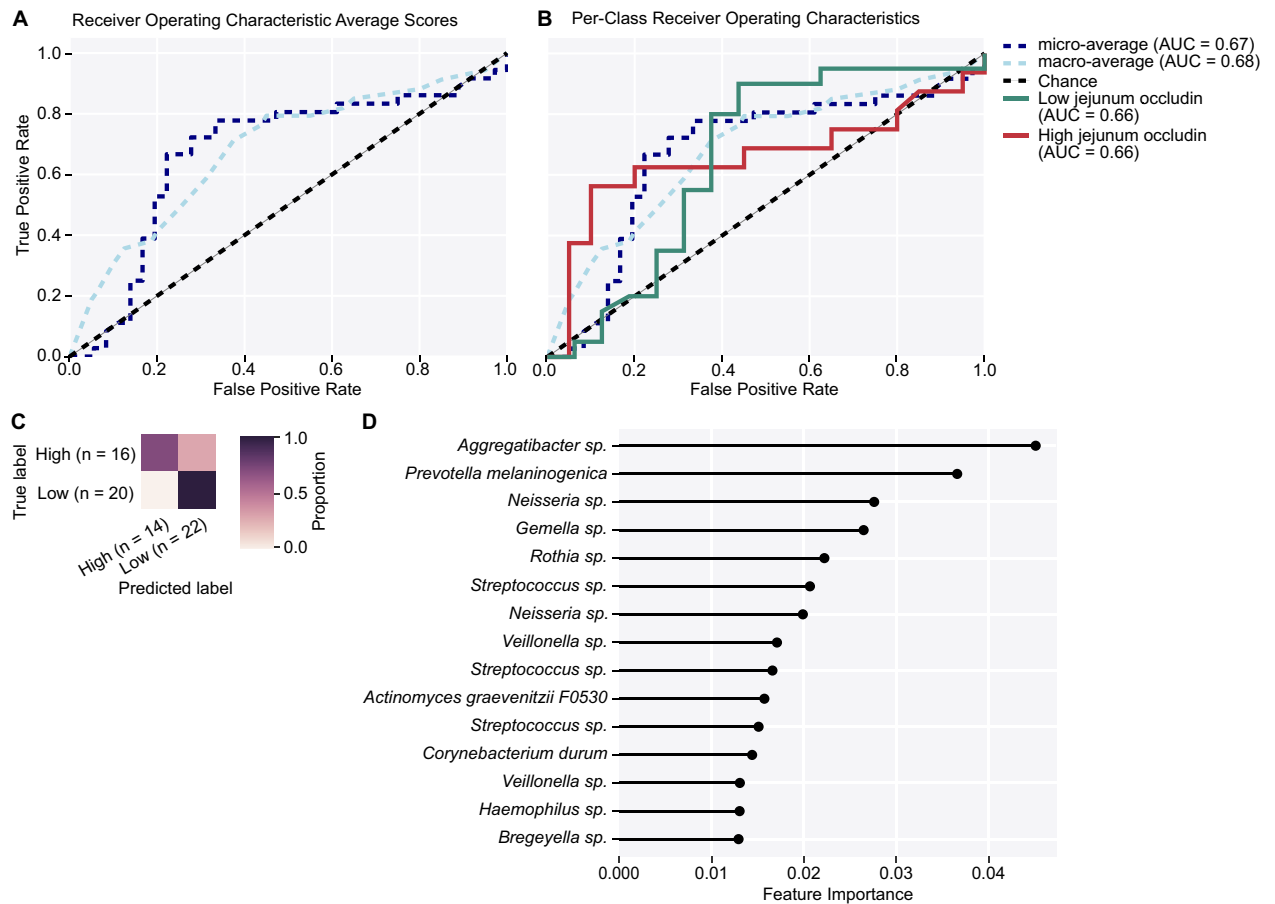 A
Receiver Operating Characteristic Average Scores
True Positive Rate
1.0
0.8
0.6
0.4
0.2
0.0
0.0
0.2
0.4
0.6
0.8
1.0
False Positive Rate
B
Per-Class Receiver Operating Characteristics
0.0
0.2
0.4
0.6
0.8
1.0
False Positive Rate
micro-average (AUC = 0.67)
macro-average (AUC = 0.68)
Chance
Low jejunum occludin
(AUC = 0.66)
High jejunum occludin
(AUC = 0.66)
C
True label
High (n = 16)
Low (n = 20)
High (n = 14)
Low (n = 22)
Predicted label
1.0
0.5
0.0
Proportion
D
Aggregatibacter sp.
Prevotella melaninogenica
Neisseria sp.
Gemella sp.
Rothia sp.
Streptococcus sp.
Neisseria sp.
Veillonella sp.
Streptococcus sp.
Actinomyces graevenitzii F0530
Streptococcus sp.
Corynebacterium durum
Veillonella sp.
Haemophilus sp.
Bregeyella sp.
0.000
0.01
0.02
0.03
0.04
Feature Importance